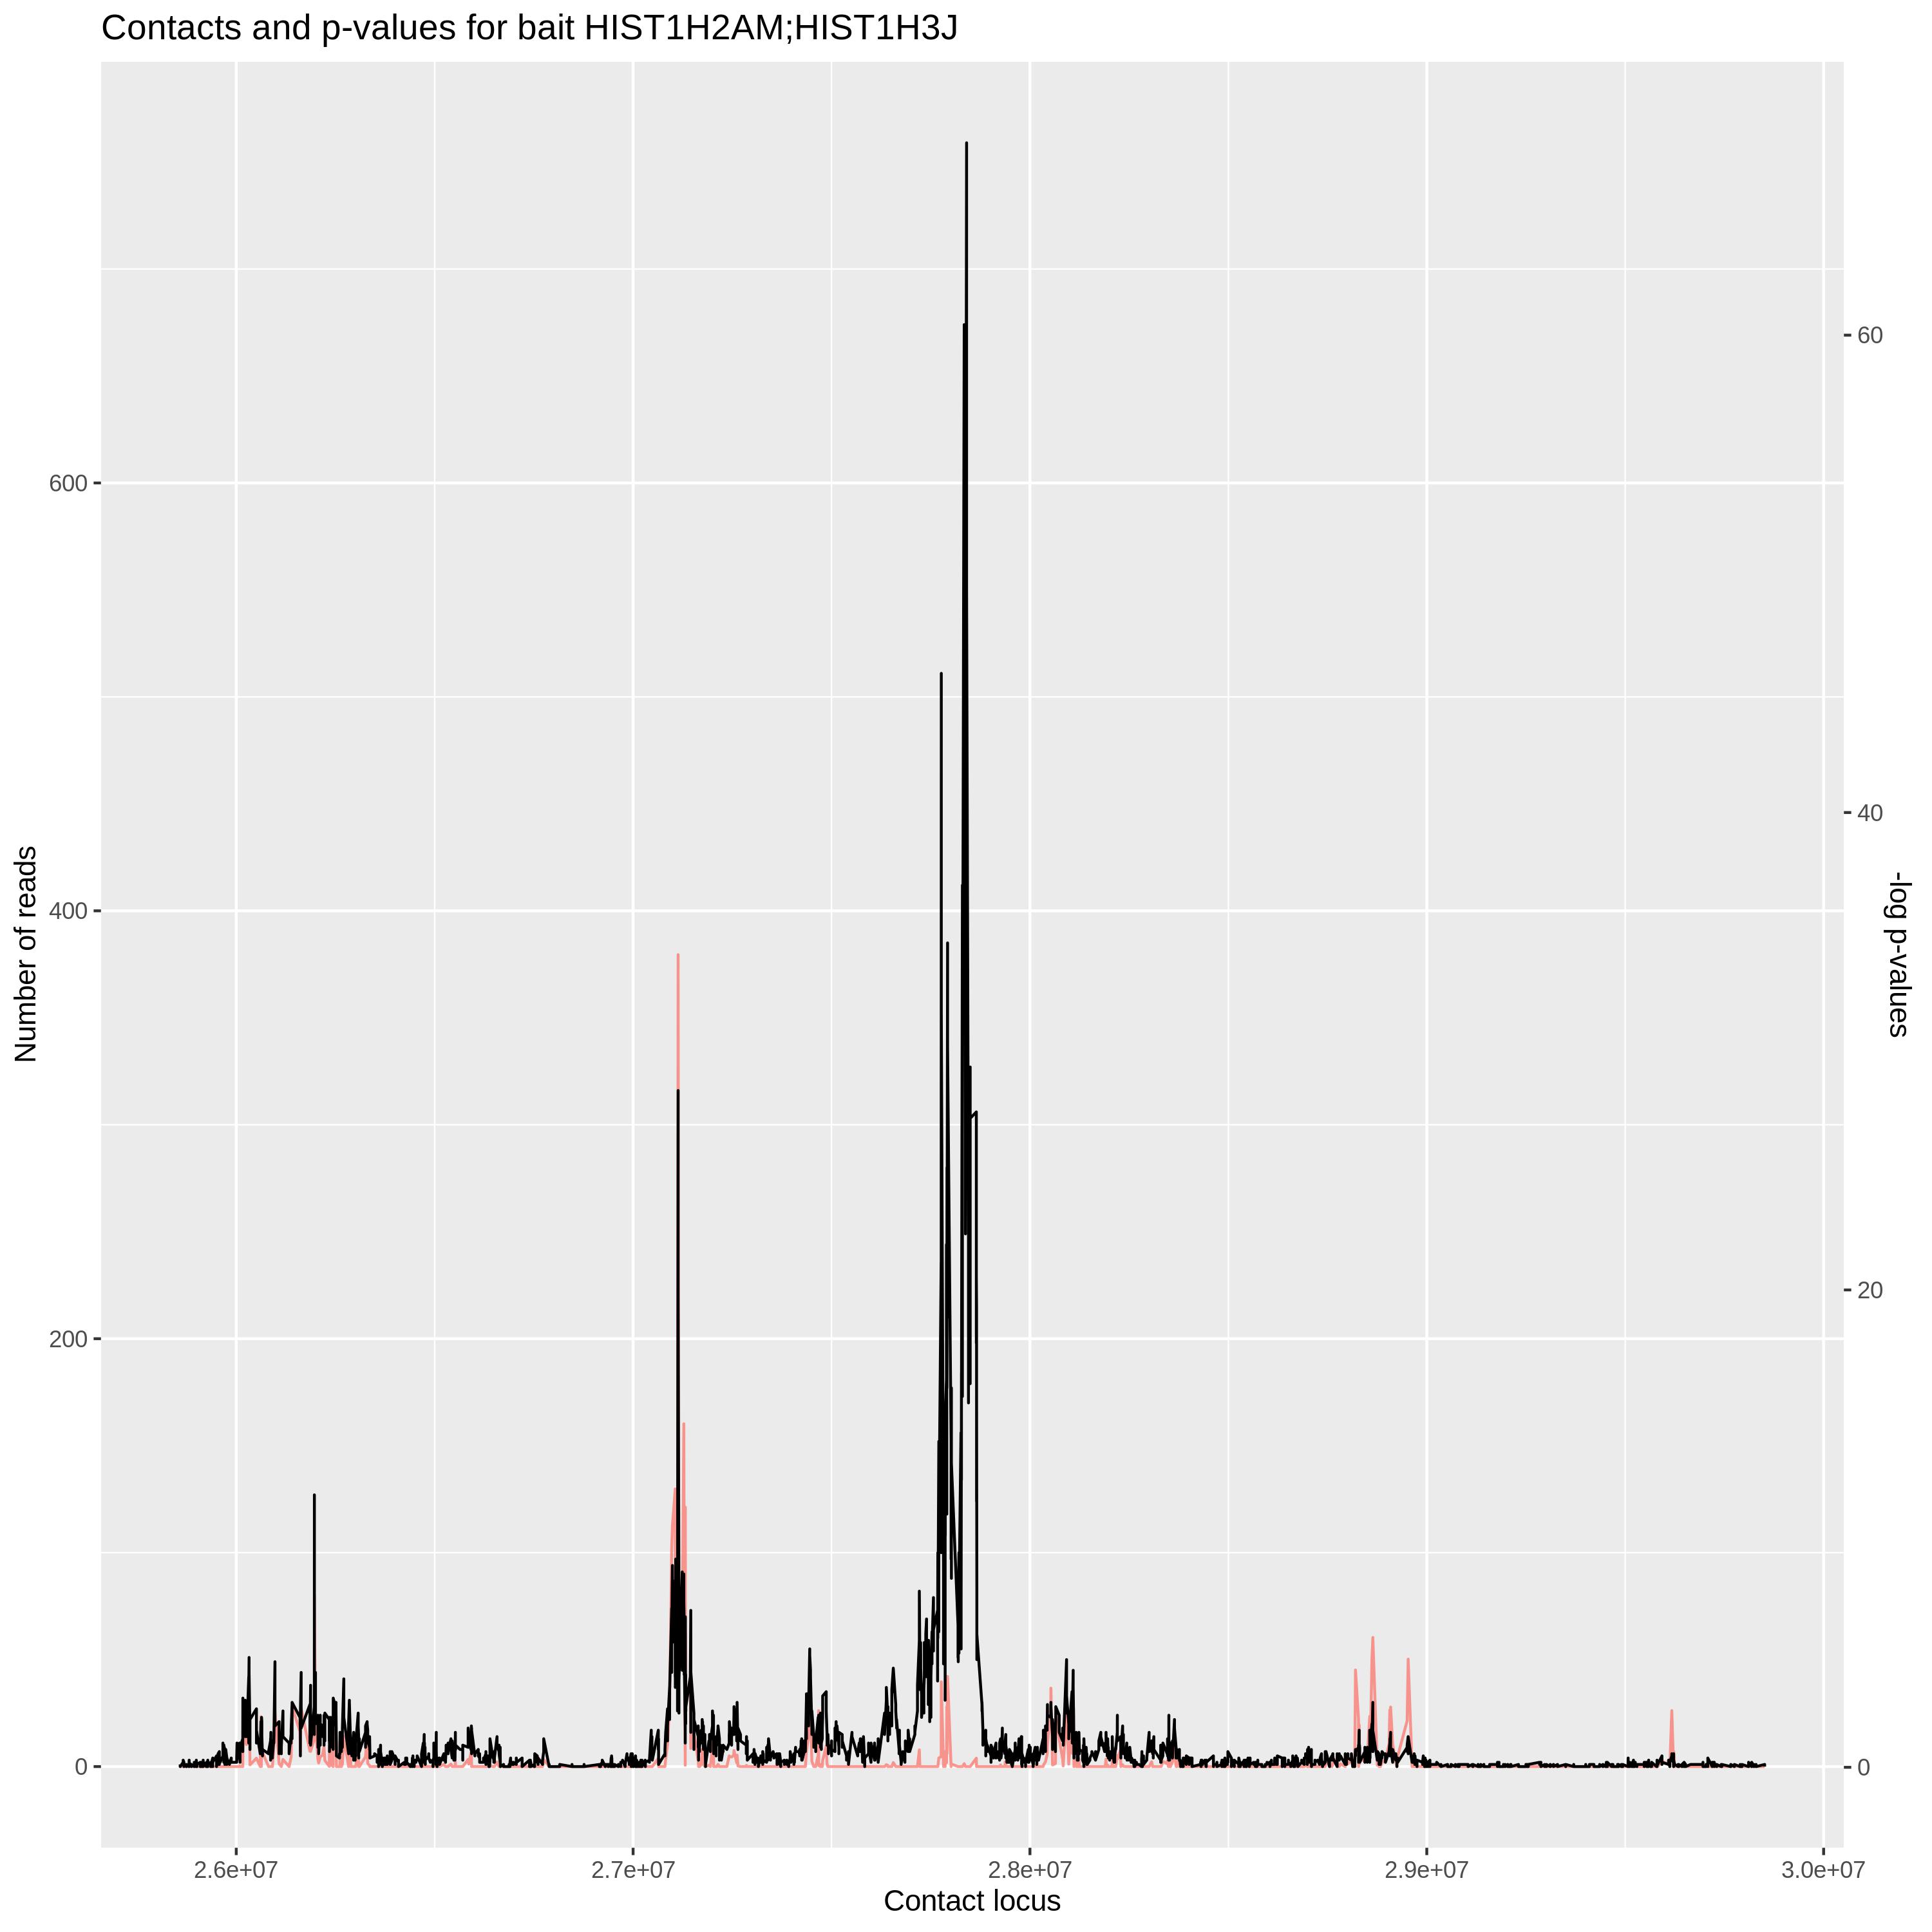 Contacts and p-values for bait HIST1H2AM;HIST1H3J
Number of reads
600
400
200
0
60
40
20
0
-log p-values
2.6e+07
2.7e+07
2.8e+07
2.9e+07
3.0e+07
Contact locus